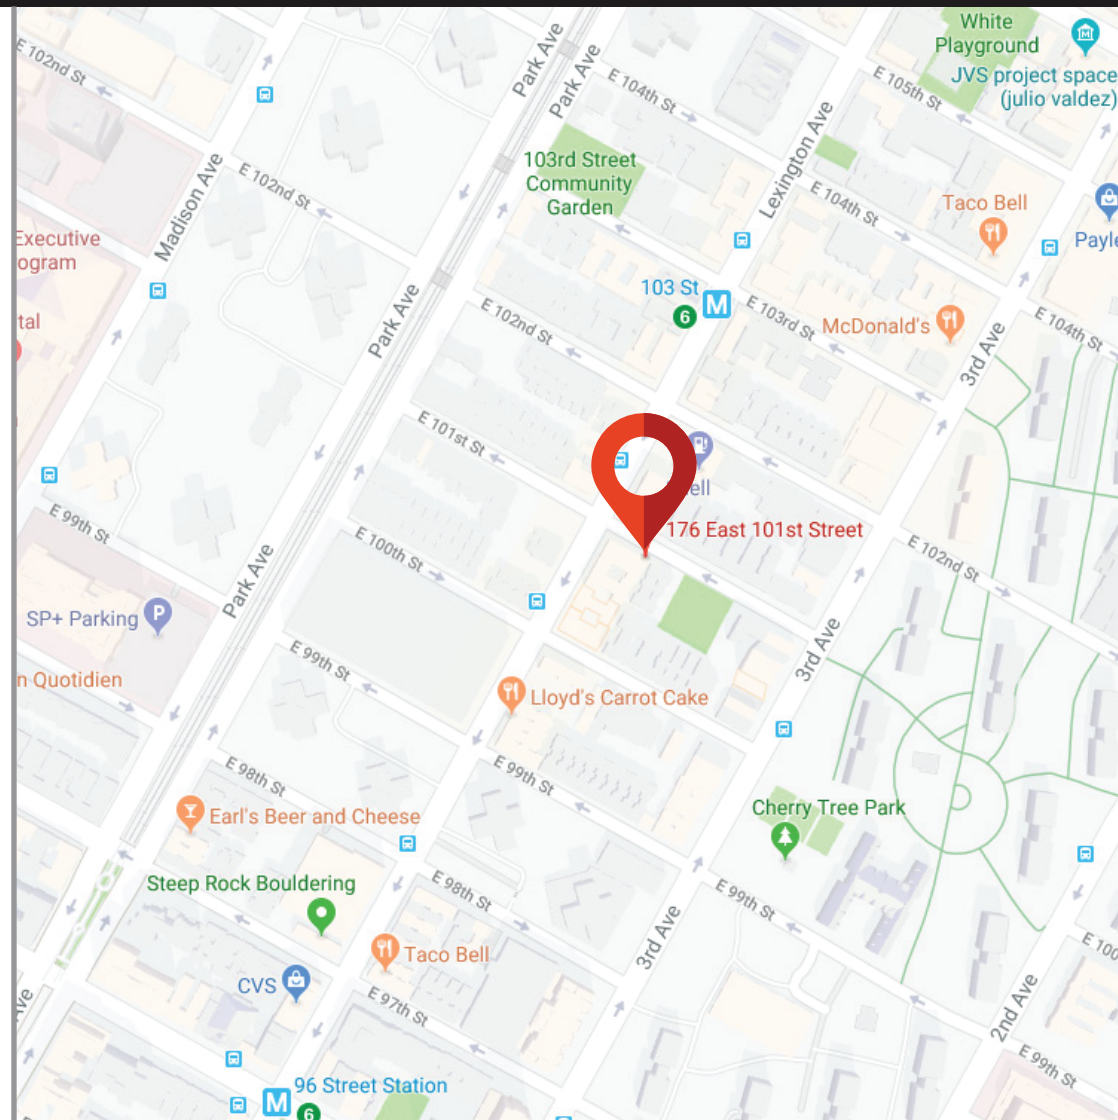 White
Playground
JVS project space
(julio valdez)
Park Ave
Park Ave
E 102nd St
E 104th St
E 105th St
Lexington Ave
103rd Street
Community
Garden
Madison Ave
E 102nd St
E 104th St
Taco Bell
Executive
ogram
Payle
103 St
M
6
E 103rd St
McDonald's
E 104th St
tal
Park Ave
E 102nd St
3rd Ave
E 101st St
ell
176 East 101st Street
E 99th St
E 100th St
E 102nd St
Park Ave
SP+ Parking
P
3rd Ave
n Quotidien
E 99th St
Lloyd's Carrot Cake
E 98th St
E 99th St
Earl's Beer and Cheese
Cherry Tree Park
Steep Rock Bouldering
E 98th St
E 99th St
Taco Bell
3rd Ave
E 100
CVS
E 97th St
2nd Ave
ve
E 99th St
96 Street Station
M
6